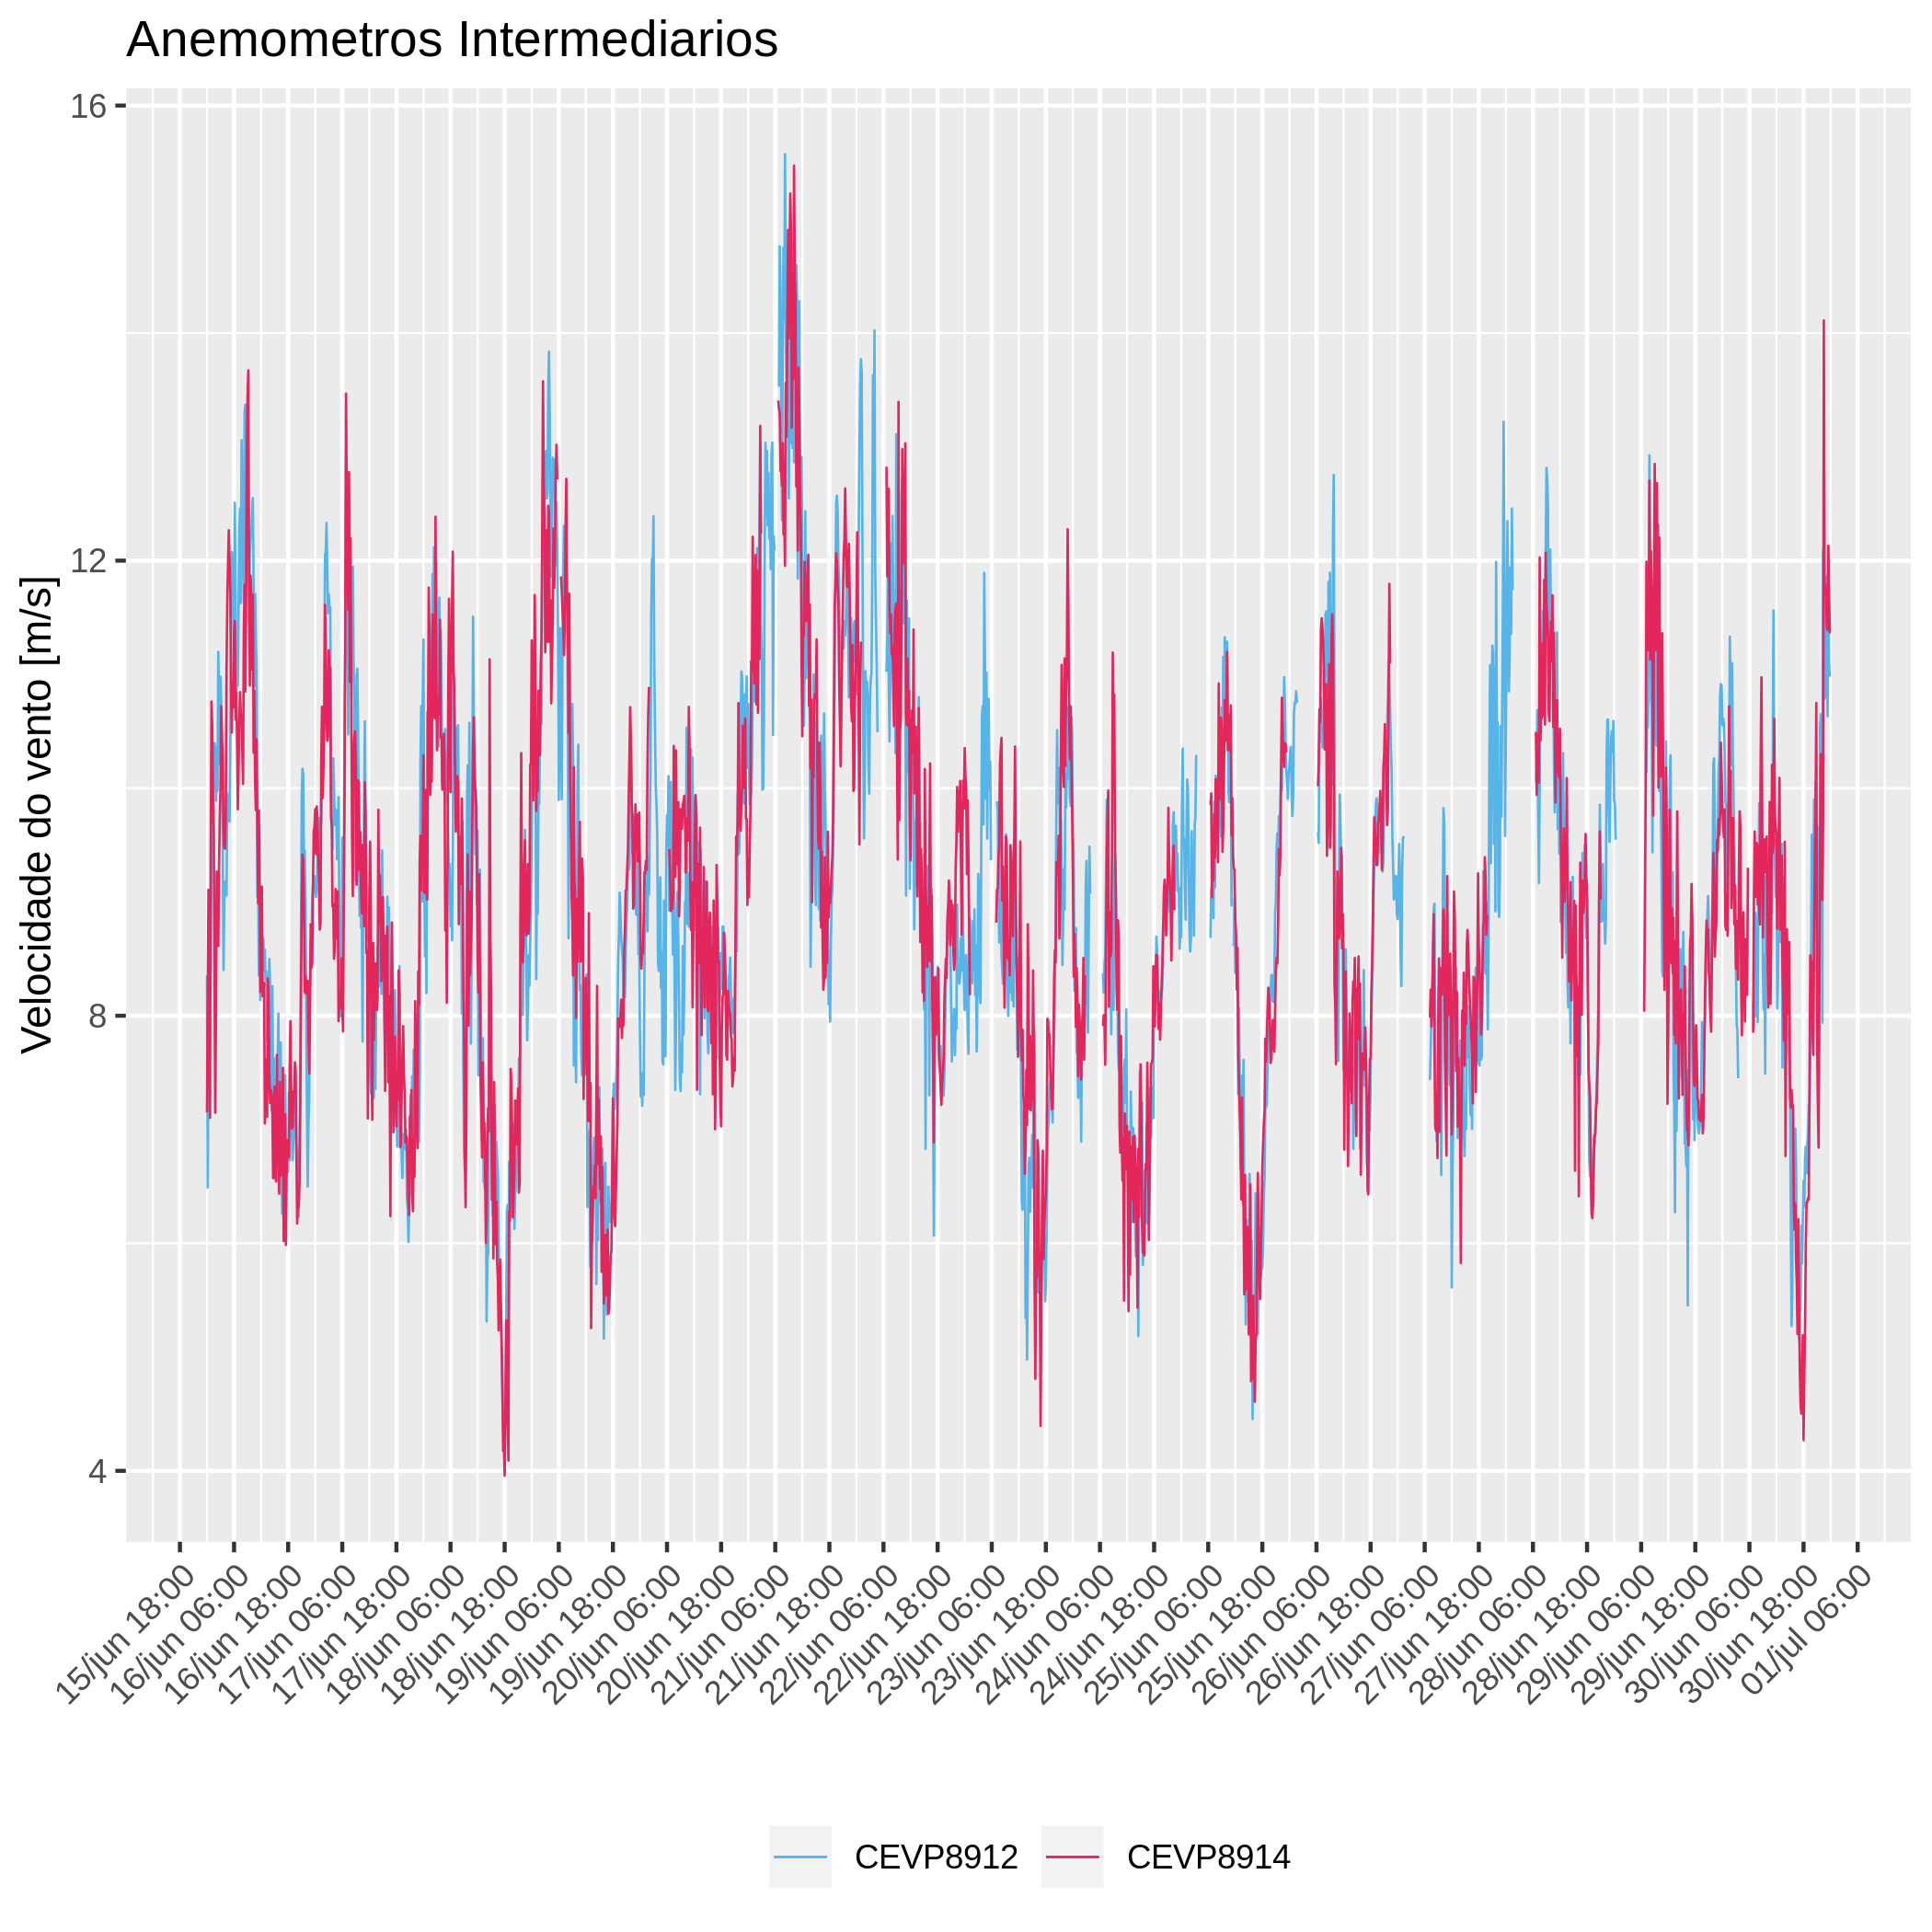 Anemometros Intermediarios
Velocidade do vento [m/s]
16
12
8
4
15/jun 18:00
16/jun 06:00
16/jun 18:00
17/jun 06:00
17/jun 18:00
18/jun 06:00
18/jun 18:00
19/jun 06:00
19/jun 18:00
20/jun 06:00
20/jun 18:00
21/jun 06:00
21/jun 18:00
22/jun 06:00
22/jun 18:00
23/jun 06:00
23/jun 18:00
24/jun 06:00
24/jun 18:00
25/jun 06:00
25/jun 18:00
26/jun 06:00
26/jun 18:00
27/jun 06:00
27/jun 18:00
28/jun 06:00
28/jun 18:00
29/jun 06:00
29/jun 18:00
30/jun 06:00
30/jun 18:00
01/jul 06:00
CEVP8912 CEVP8914